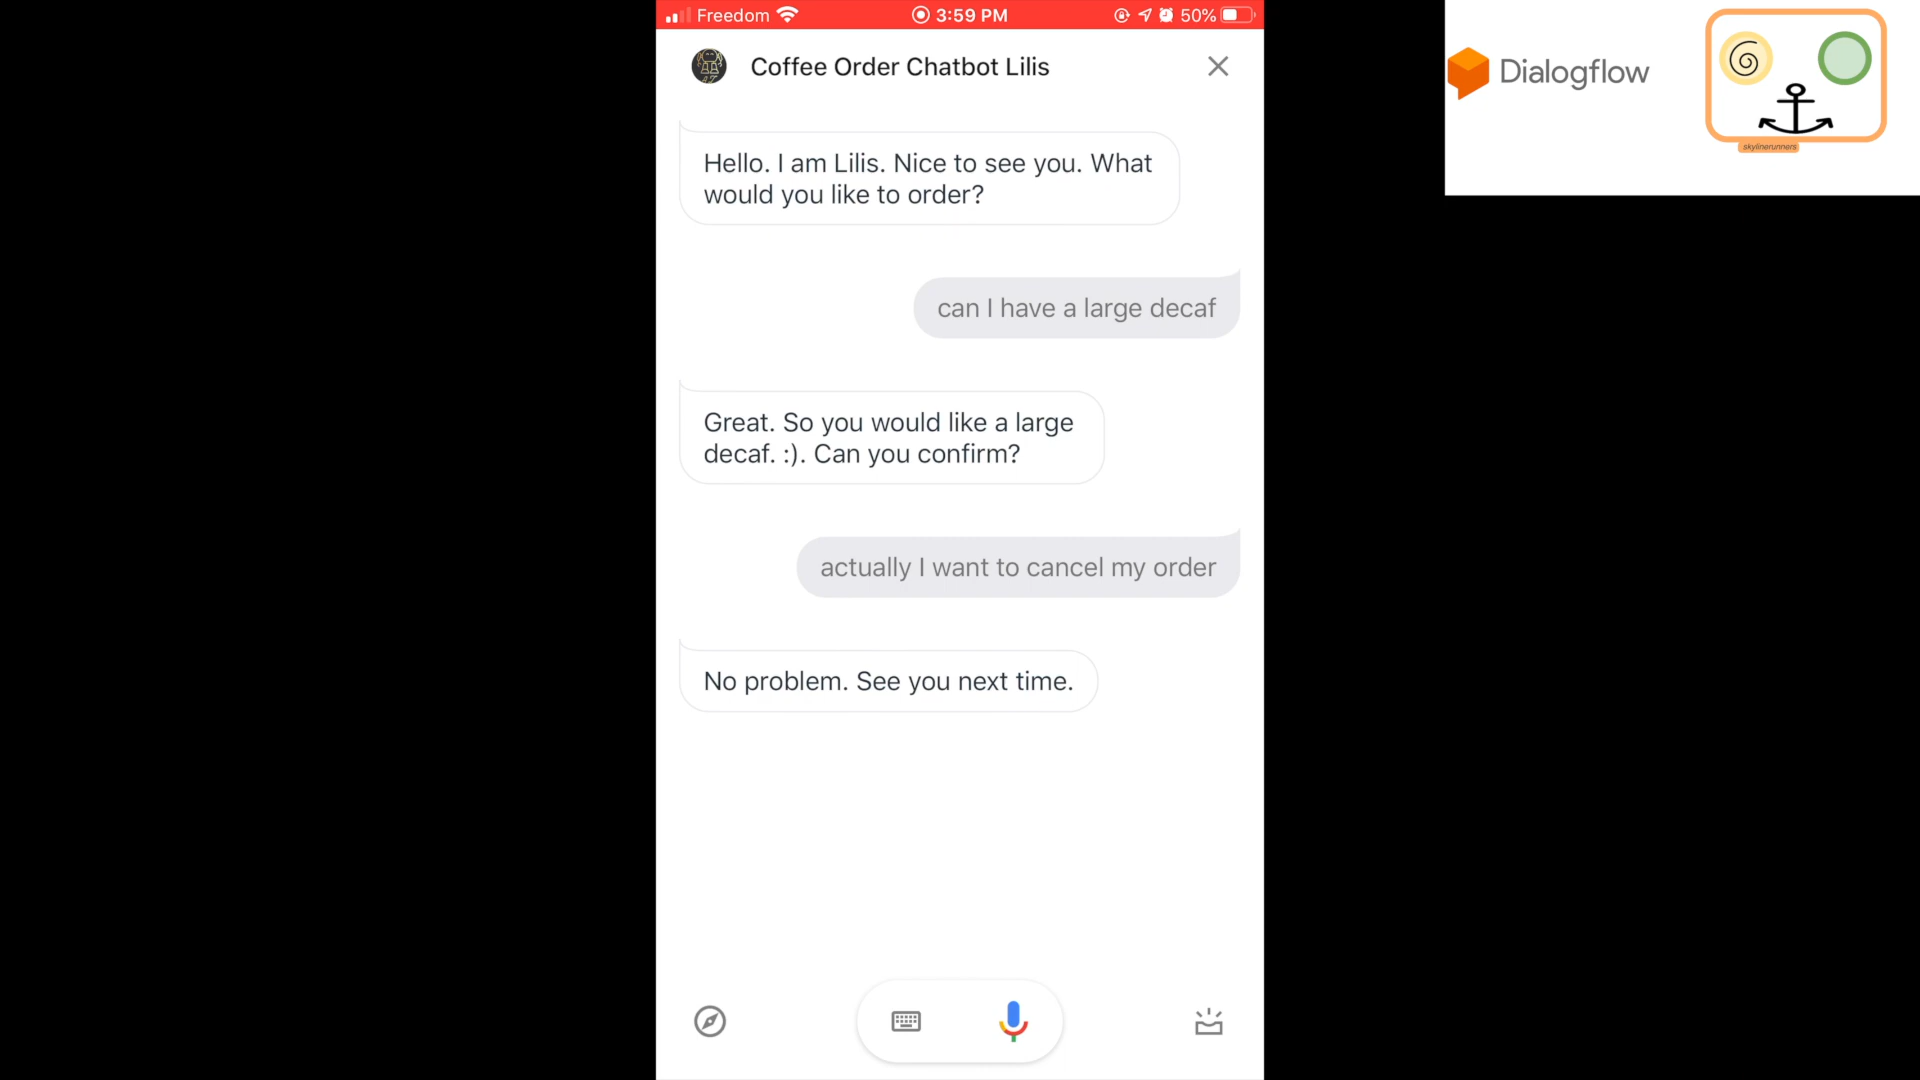 Freedom
3:59 PM
50%
Coffee Order Chatbot Lilis
Dialogflow
skylinerunners
Hello. I am Lilis. Nice to see you. What
would you like to order?
can I have a large decaf
Great. So you would like a large
decaf. :). Can you confirm?
actually I want to cancel my order
No problem. See you next time.